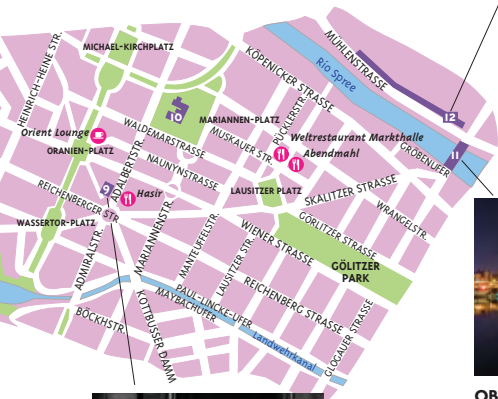 HEINRICH-HEINE STR.
MICHAEL-KIRCHPLATZ
KÖPENICKER STRASSE
Rio Spree
MÜHLENSTRASSE
12
11
GRÖBENUFER
10
MARIANNEN-PLATZ
PÜCKLERSTR.
Orient Lounge
ORANIEN-PLATZ
WALDEMARSTRASSE
MUSKAUER STR.
Weltrestaurant Markthalle
Abendmahl
ADALBERTSTR.
NAUNYNSTRASSE
9
Hasir
LAUSITZER PLATZ
SKALITZER STRASSE
REICHENBERGER STR
WRANGELSTR.
WASSERTOR-PLATZ
ADMIRALSTR.
MARIANNENSTR.
MANTEUFFELSTR.
LAUSITZER STR.
WIENER STRASSE
GÖRLITZER STRASSE
GÖLITZER
PARK
REICHENBERG STRASSE
PAUL-LINCKE-UFER
MAYBACHUFER
BÖCKHSTR.
KOTTBUSSER DAMM
Landwehrkanal
GLOGAUER STRASSE
OB